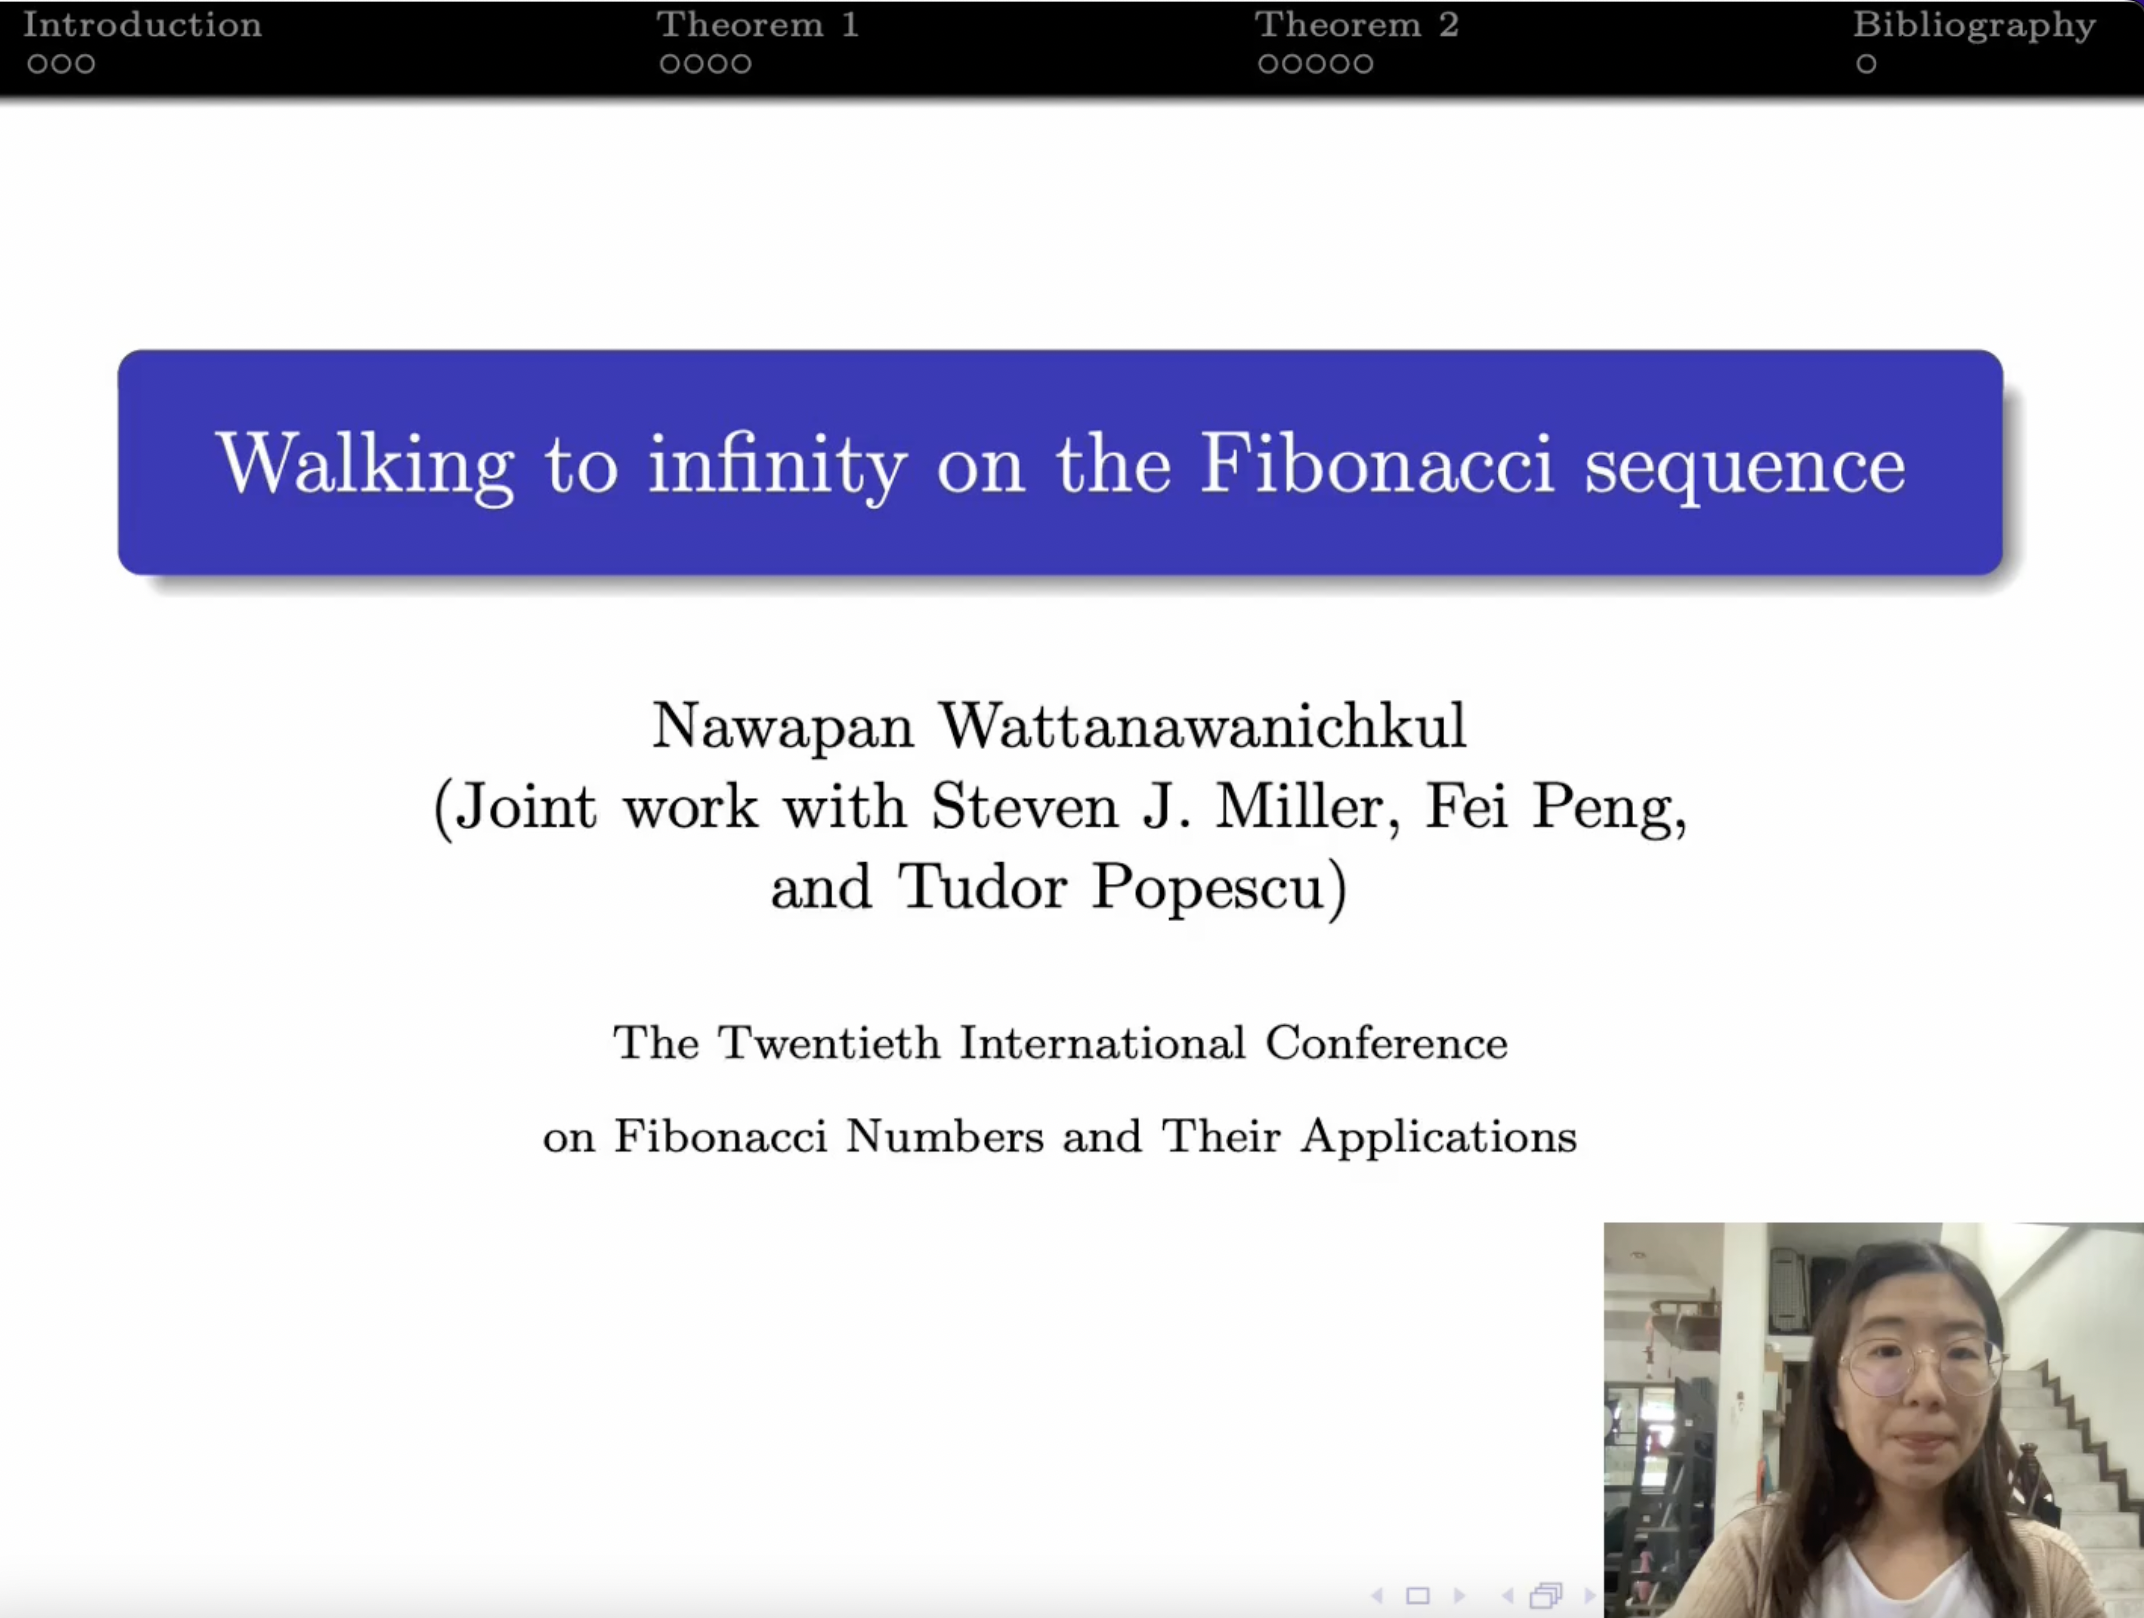 Introduction
Theorem 1
Theorem 2
Bibliography
Walking to infinity on the Fibonacci sequence
Nawapan Wattanawanichkul
(Joint work with Steven J. Miller, Fei Peng,
and Tudor Popescu)
The Twentieth International Conference
on Fibonacci Numbers and Their Applications